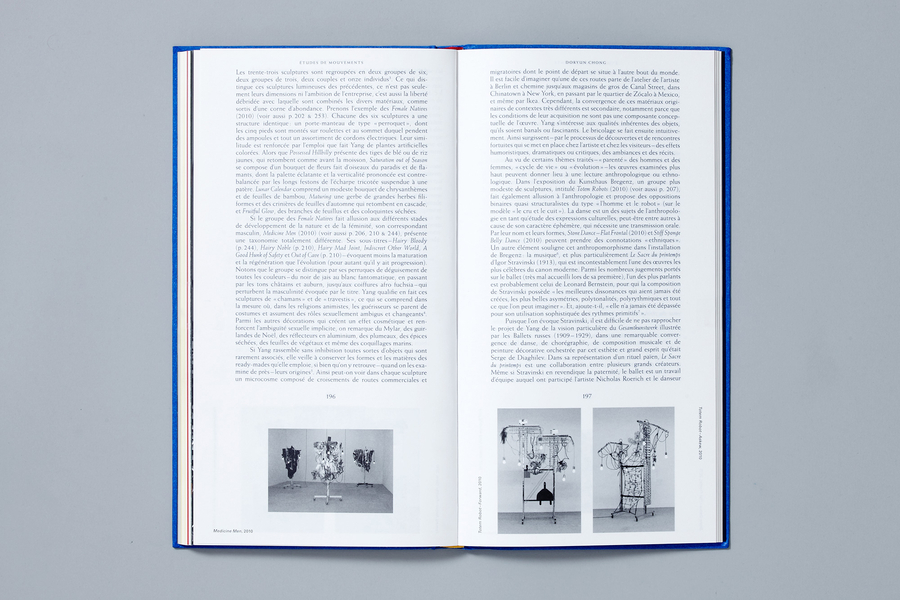 ÉTUDES DE MOUVEMENTS
Les trente-trois sculptures sont regroupées en deux groupes de six,
deux groupes de trois, deux couples et onze individus. Ce qui dis-
tingue ces sculptures lumineuses des précédentes, ce n'est pas seule-
ment leurs dimensions ni l'ambition de l'entreprise, c'est aussi la liberté
débridée avec laquelle sont combinés les divers matériaux, comme
sortis d'une corne d'abondance. Prenons l'exemple des Female Natives
(2010) (voir aussi p. 202 & 251). Chacune des six sculptures a une
structure identique: un porte-manteau de type «perroquet», dont
les cinq pieds sont montés sur roulettes et au sommet duquel pendent
des ampoules et tout un assortiment de cordons électriques. Leur simi-
litude est renforcée par l'emploi que fait Yang de plantes artificielles
colorées. Alors que Paranoid Hillbilly présente des tiges de blé ou de riz
jaunes, qui retombent comme avant la moisson, Saturation out of Season
se compose d'un bouquet de fleurs fait d'oiseaux du paradis et de fla-
mants, dont la palette éclatante et la verticalité prononcée est contre-
balancée par les longs festons de l'écharpe tricotée suspendue à une
patère. Lunar Calendar comprend un modeste bouquet de chrysanthèmes
et de feuilles de bambou, Maturing une gerbe de grandes herbes fili-
formes et des crinières de feuilles d'automne qui retombent en cascade,
et Fruitful Glow, des branches de feuilles et des coloquintes séchées.
Si le groupe des Female Natives fait allusion aux différents stades
de développement de la nature et de la féminité, son correspondant
masculin, Medicine Men (2010) (voir aussi p. 206, 210 & 244), présente
une taxonomie totalement différente. Ses sous-titres – Hairy Bloody
(p. 244), Hairy Noble (p. 210), Hairy Mad Joint, Indiscreet Other World, A
Good Hunk of Safety et Out of Cave (p. 210) – évoquent moins la maturation
et la régénération que l'évolution (pour autant qu'il y ait progression).
Notons que le groupe se distingue par ses perruques de déguisement de
toutes les couleurs – du noir de jais au blanc fantomatique, en passant
par les tons châtains et auburn, jusqu'aux coiffures afro fuchsia – qui
perturbent la masculinité évoquée par le titre. Yang qualifie en fait ces
sculptures de «chamans» et de «travestis», ce qui se comprend dans
la mesure où, dans les religions animistes, les guérisseurs se parent de
costumes et assument des rôles sexuellement ambigus et changeants.
Parmi les autres décorations qui créent un effet cosmétique et ren-
forcent l'ambiguïté sexuelle implicite, on remarque du Mylar, des guir-
landes de Noël, des réflecteurs en aluminium, des plumeaux, des épices
séchées, des feuilles de végétaux et même des coquillages marins.
Si Yang rassemble sans inhibition toutes sortes d'objets qui sont
rarement associés, elle veille à conserver les formes et les matières des
ready-mades qu'elle emploie, si bien qu'on y retrouve – quand on les exa-
mine de près – leurs origines. Ainsi peut-on voir dans chaque sculpture
un microcosme composé de croisements de routes commerciales et
196
Medicine Men, 2010
DORYUN CHONG
migratoires dont le point de départ se situe à l'autre bout du monde.
Il est facile d'imaginer qu'une de ces routes parte de l'atelier de l'artiste
à Berlin et chemine jusqu'aux magasins de gros de Canal Street, dans
Chinatown à New York, en passant par le quartier de Zócalo à Mexico,
et même par Ikea. Cependant, la convergence de ces matériaux origi-
naires de contextes très différents est secondaire, notamment parce que
les conditions de leur acquisition ne sont pas une composante concep-
tuelle de l'œuvre. Yang s'intéresse aux qualités inhérentes des objets,
qu'ils soient banals ou fascinants. Le bricolage se fait ensuite intuitive-
ment. Ainsi surgissent – par le processus de découvertes et de rencontres
fortuites qui se met en place chez l'artiste et chez les visiteurs – des effets
humoristiques, dramatiques ou critiques, des ambiances et des récits.
Au vu de certains thèmes traités – «parenté» des hommes et des
femmes, «cycle de vie» ou «évolution» – les œuvres examinées plus
haut peuvent donner lieu à une lecture anthropologique ou ethno-
logique. Dans l'exposition du Kunsthaus Bregenz, un groupe plus
modeste de sculptures, intitulé Totem Robots (2010) (voir aussi p. 207),
fait également allusion à l'anthropologie et propose des oppositions
binaires quasi structuralistes du type «l'homme et le robot» (sur le
modèle «le cru et le cuit»). La danse est un des sujets de l'anthropolo-
gie en tant qu'étude des expressions culturelles, peut-être entre autres à
cause de son caractère éphémère, qui nécessite une transmission orale.
Par leur nom et leurs formes, Stone Dance – Flat Frontal (2010) et Stiff Stomps
Belly Dance (2010) peuvent prendre des connotations «ethniques».
Un autre élément souligne cet anthropomorphisme dans l'installation
de Bregenz: la musique, et plus particulièrement Le Sacre du printemps
d'Igor Stravinski (1913), qui est incontestablement l'une des œuvres les
plus célèbres du canon moderne. Parmi les nombreux jugements portés
sur le ballet (très mal accueilli lors de sa première), l'un des plus parlants
est probablement celui de Leonard Bernstein, pour qui la composition
de Stravinski possède «les meilleures dissonances qui aient jamais été
créées, les plus belles asymétries, polytonalités, polyrythmiques et tout
ce que l'on peut imaginer». Et, ajoute-t-il, «elle n'a jamais été dépassée
pour son utilisation sophistiquée des rythmes primitifs».
Puisque l'on évoque Stravinski, il est difficile de ne pas rapprocher
le projet de Yang de la vision particulière du Gesamtkunstwerk illustrée
par les Ballets russes (1909–1929), dans une remarquable conver-
gence de danse, de chorégraphie, de composition musicale et de
peinture décorative orchestrée par cet esthète et grand esprit qu'était
Serge de Diaghilev. Dans sa représentation d'un rituel païen, Le Sacre
du printemps est une collaboration entre plusieurs grands créateurs.
Même si Stravinski en revendique la paternité, le ballet est un travail
d'équipe auquel ont participé l'artiste Nicholas Roerich et le danseur
197